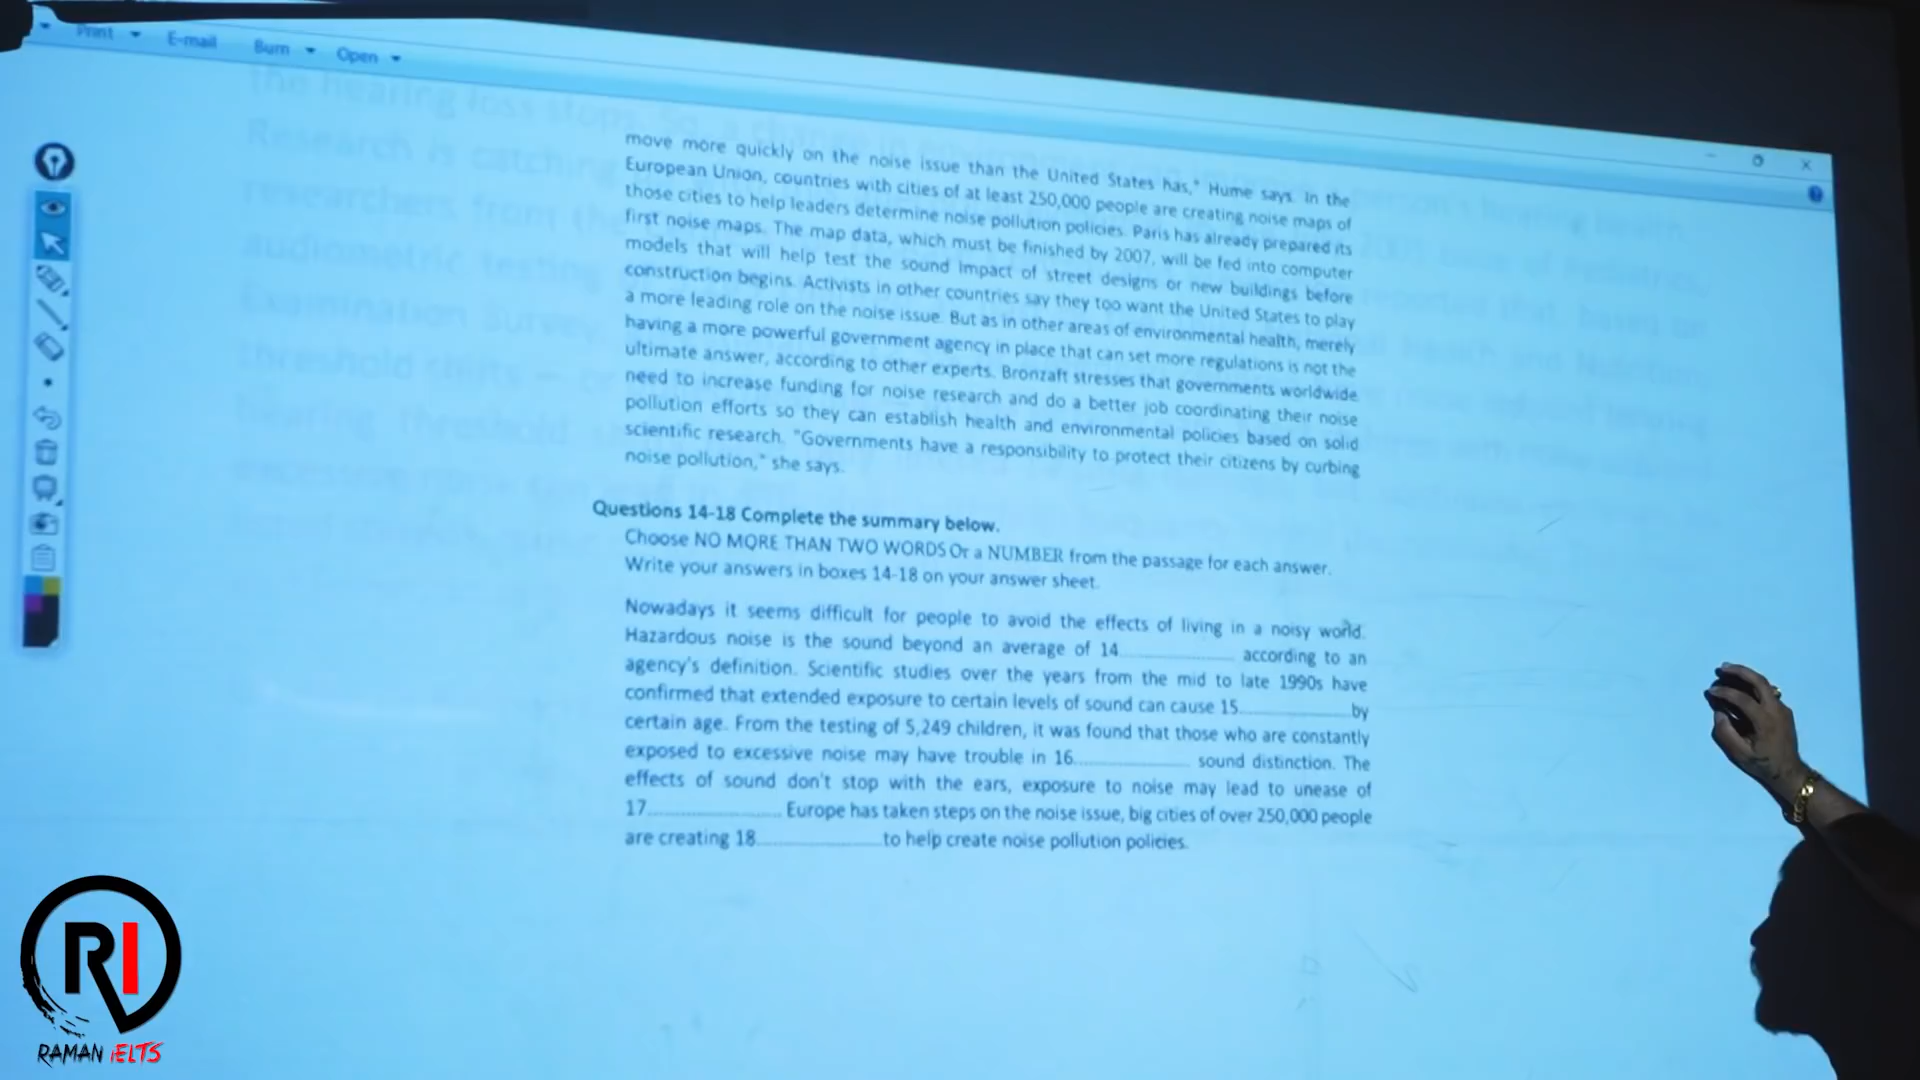 Print E-mail Burn Open
move more quickly on the noise issue than the United States has," Hume says. In the
European Union, countries with cities of at least 250,000 people are creating noise maps of
those cities to help leaders determine noise pollution policies. Paris has already prepared its
first noise maps. The map data, which must be finished by 2007, will be fed into computer
models that will help test the sound impact of street designs or new buildings before
construction begins. Activists in other countries say they too want the United States to play
a more leading role on the noise issue. But as in other areas of environmental health, merely
having a more powerful government agency in place that can set more regulations is not the
ultimate answer, according to other experts. Bronzaft stresses that governments worldwide
need to increase funding for noise research and do a better job coordinating their noise
pollution efforts so they can establish health and environmental policies based on solid
scientific research. "Governments have a responsibility to protect their citizens by curbing
noise pollution," she says.
Questions 14-18 Complete the summary below.
Choose NO MORE THAN TWO WORDS Or a NUMBER from the passage for each answer.
Write your answers in boxes 14-18 on your answer sheet.
Nowadays it seems difficult for people to avoid the effects of living in a noisy world.
Hazardous noise is the sound beyond an average of 14.................... according to an
agency's definition. Scientific studies over the years from the mid to late 1990s have
confirmed that extended exposure to certain levels of sound can cause 15....................by
certain age. From the testing of 5,249 children, it was found that those who are constantly
exposed to excessive noise may have trouble in 16.................... sound distinction. The
effects of sound don't stop with the ears, exposure to noise may lead to unease of
17.................... Europe has taken steps on the noise issue, big cities of over 250,000 people
are creating 18....................to help create noise pollution policies.
RI
RAMAN iELTS